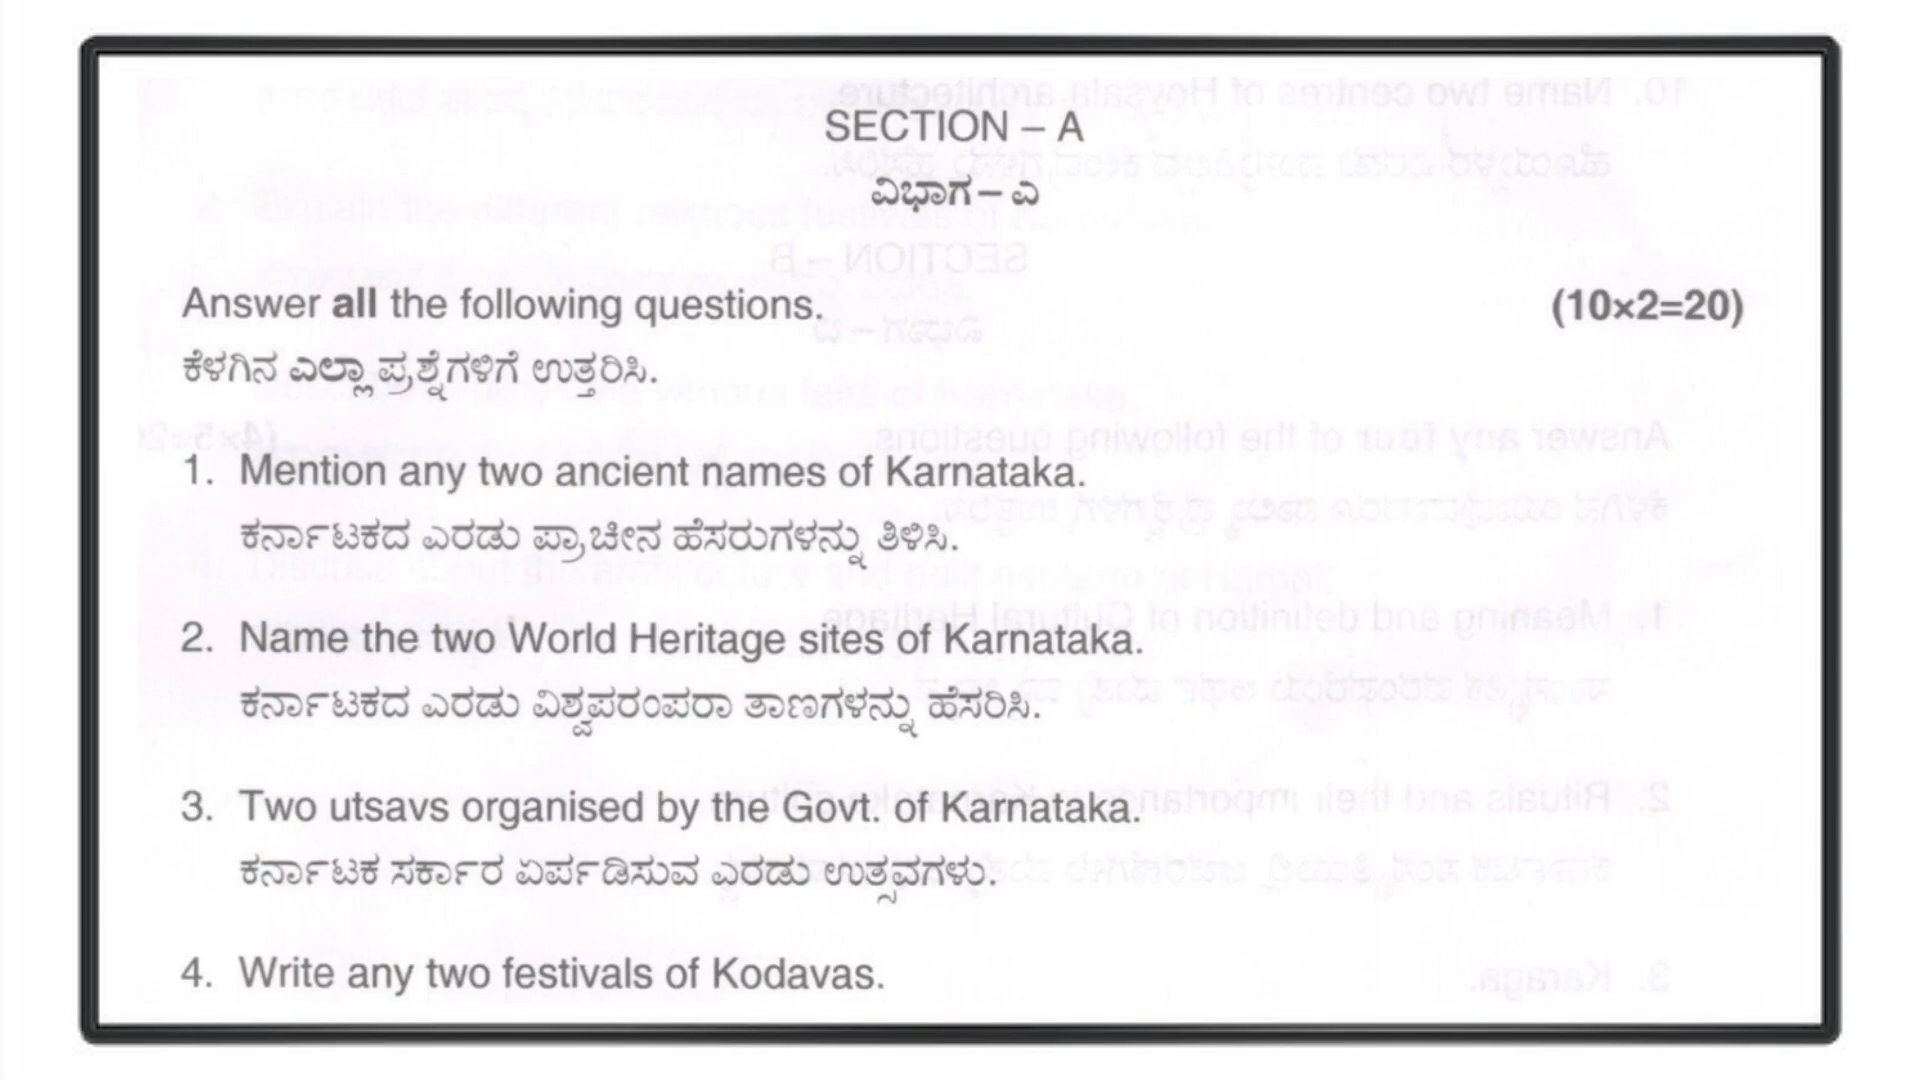 SECTION – A
ವಿಭಾಗ – ಎ
Answer all the following questions. (10×2=20)
ಕೆಳಗಿನ ಎಲ್ಲಾ ಪ್ರಶ್ನೆಗಳಿಗೆ ಉತ್ತರಿಸಿ.
1. Mention any two ancient names of Karnataka.
ಕರ್ನಾಟಕದ ಎರಡು ಪ್ರಾಚೀನ ಹೆಸರುಗಳನ್ನು ತಿಳಿಸಿ.
2. Name the two World Heritage sites of Karnataka.
ಕರ್ನಾಟಕದ ಎರಡು ವಿಶ್ವಪರಂಪರಾ ತಾಣಗಳನ್ನು ಹೆಸರಿಸಿ.
3. Two utsavs organised by the Govt. of Karnataka.
ಕರ್ನಾಟಕ ಸರ್ಕಾರ ಏರ್ಪಡಿಸುವ ಎರಡು ಉತ್ಸವಗಳು.
4. Write any two festivals of Kodavas.